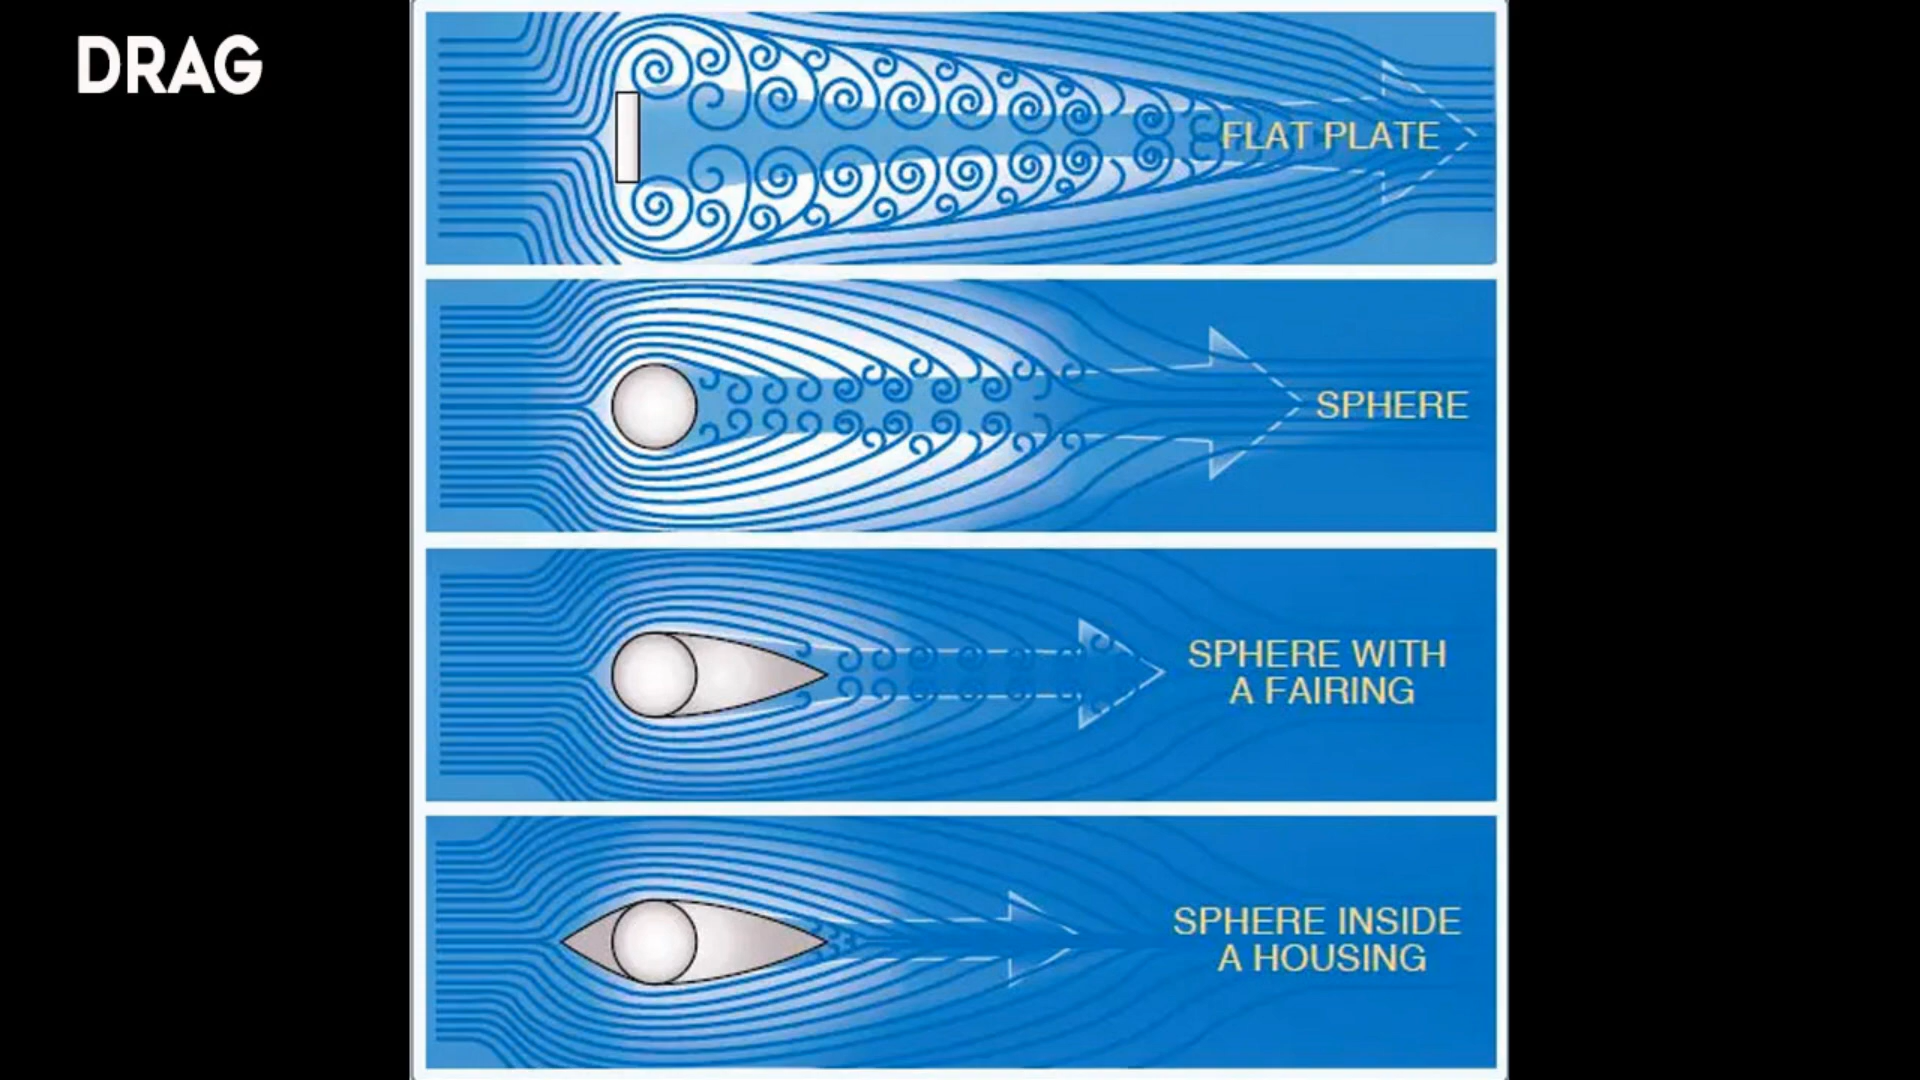 DRAG
FLAT PLATE
SPHERE
SPHERE WITH
A FAIRING
SPHERE INSIDE
A HOUSING